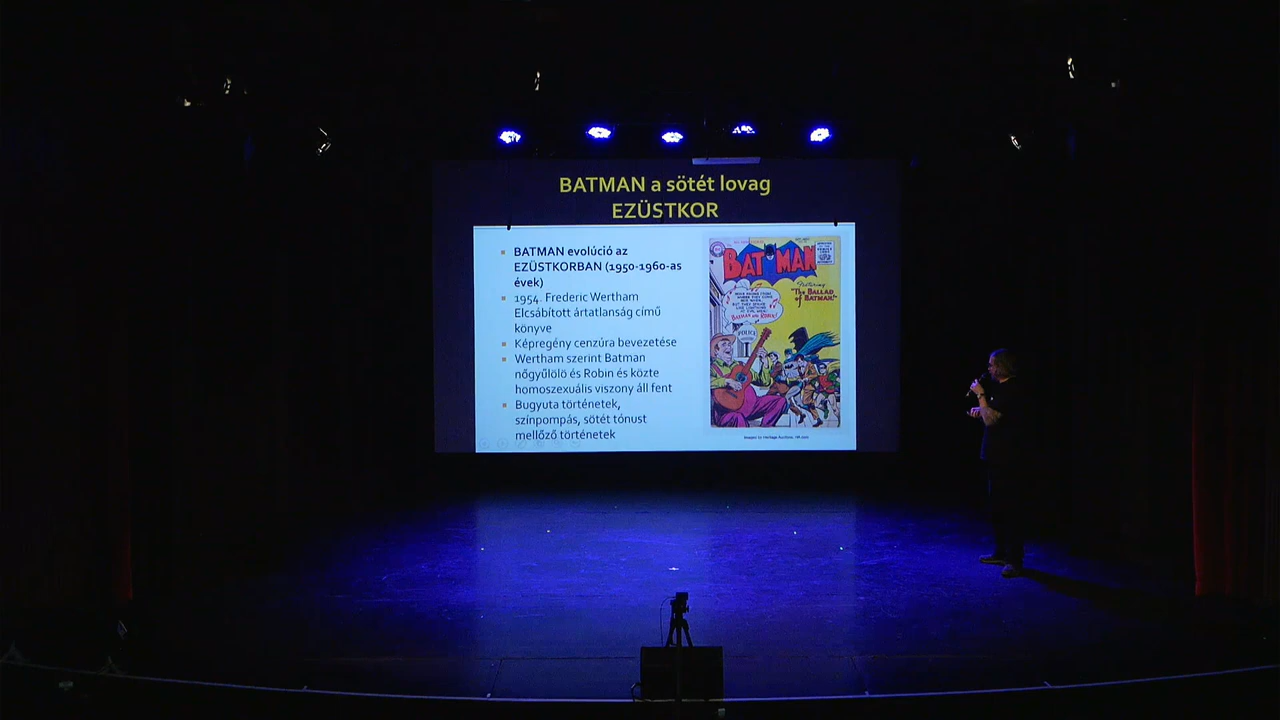 BATMAN a sötét lovag
EZÜSTKOR
BATMAN evolúció az
EZÜSTKORBAN (1950-1960-as
évek)
1954. Frederic Wertham
Elcsábított ártatlanság című
könyve
Képregény cenzúra bevezetése
Wertham szerint Batman
nőgyűlölö és Robin és közte
homoszexuális viszony áll fent
Bugyuta történetek,
színpompás, sötét tónust
mellőző történetek
BATMAN
Featuring
"The BALLAD
of BATMAN!"
BATMAN AND ROBIN!
POLICE